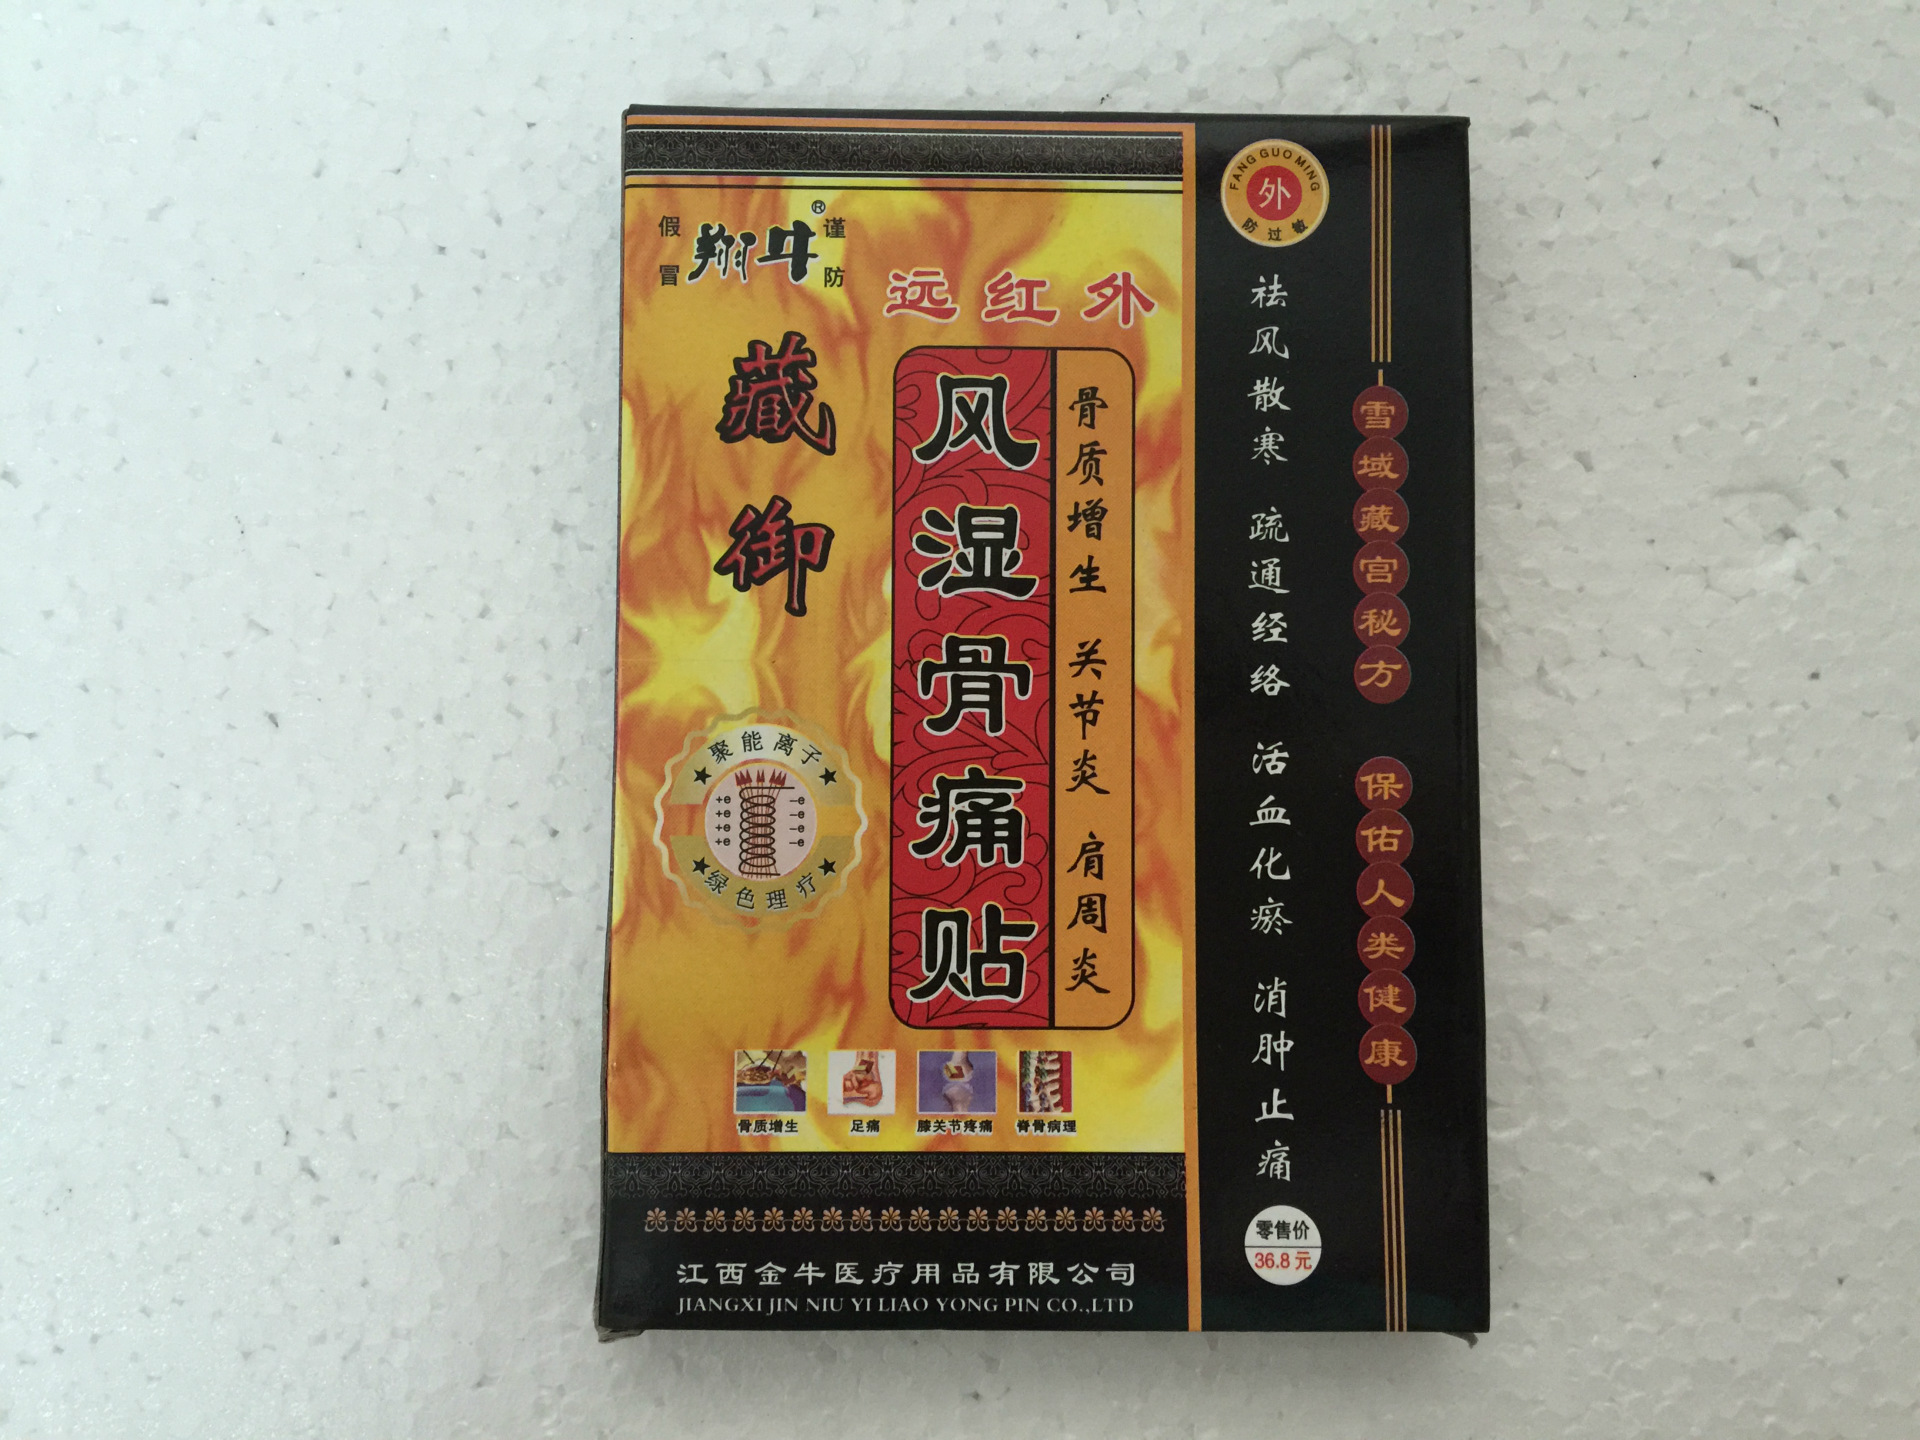 假冒
翔牛®
谨防
远红外
藏御
风湿骨痛贴
骨质增生 关节炎 肩周炎
聚能离子
+e
+e
+e
+e
-e
-e
-e
-e
绿色理疗
骨质增生
足痛
膝关节疼痛
脊骨病理
江西金牛医疗用品有限公司
JIANGXI JIN NIU YI LIAO YONG PIN CO.,LTD
FANG GUO MING
外
防过敏
祛风散寒 疏通经络 活血化瘀 消肿止痛
雪域藏宫秘方 保佑人类健康
零售价
36.8元